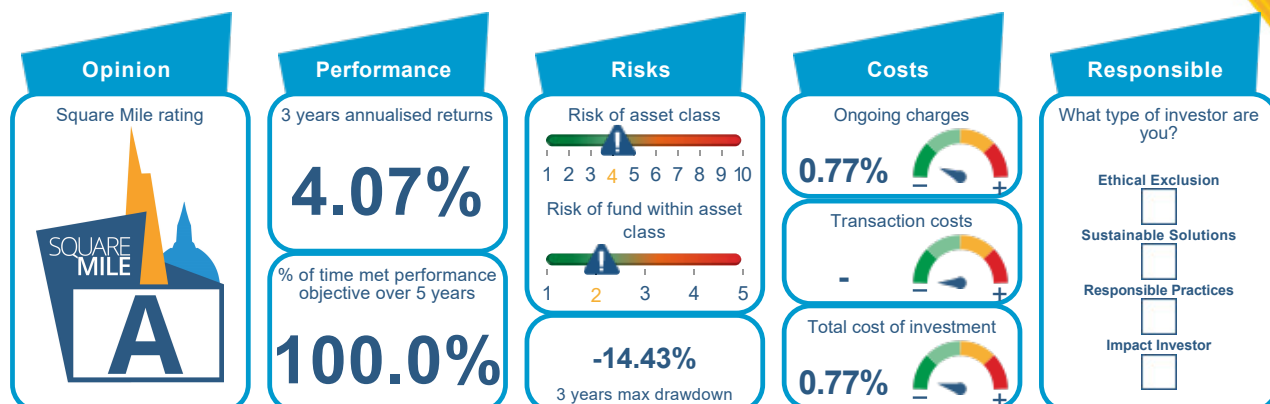 Opinion
Square Mile rating
SQUARE
MILE
A
Performance
3 years annualised returns
4.07%
% of time met performance
objective over 5 years
100.0%
Risks
Risk of asset class
1 2 3 4 5 6 7 8 9 10
Risk of fund within asset
class
1 2 3 4 5
-14.43%
3 years max drawdown
Costs
Ongoing charges
0.77%
− +
Transaction costs
-
− +
Total cost of investment
0.77%
− +
Responsible
What type of investor are
you?
Ethical Exclusion
Sustainable Solutions
Responsible Practices
Impact Investor